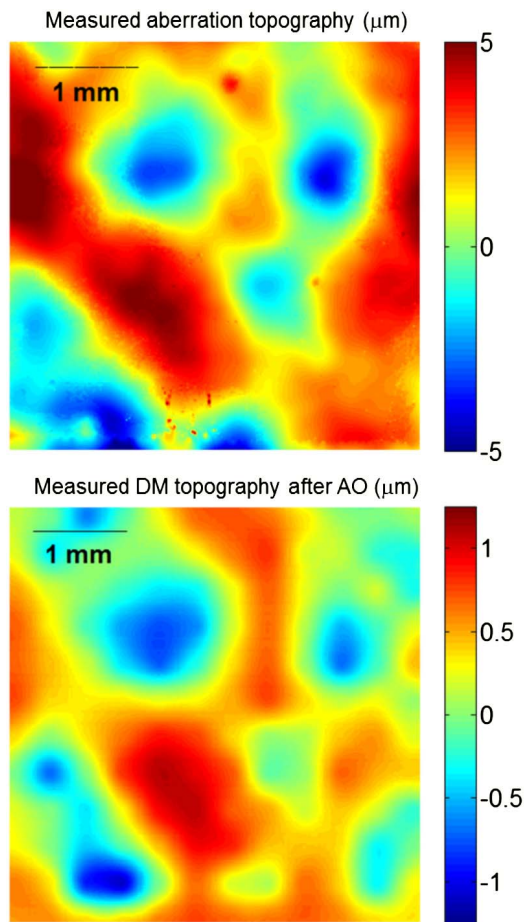 Measured aberration topography (μm)
1 mm
5
0
-5
Measured DM topography after AO (μm)
1 mm
1
0.5
0
-0.5
-1